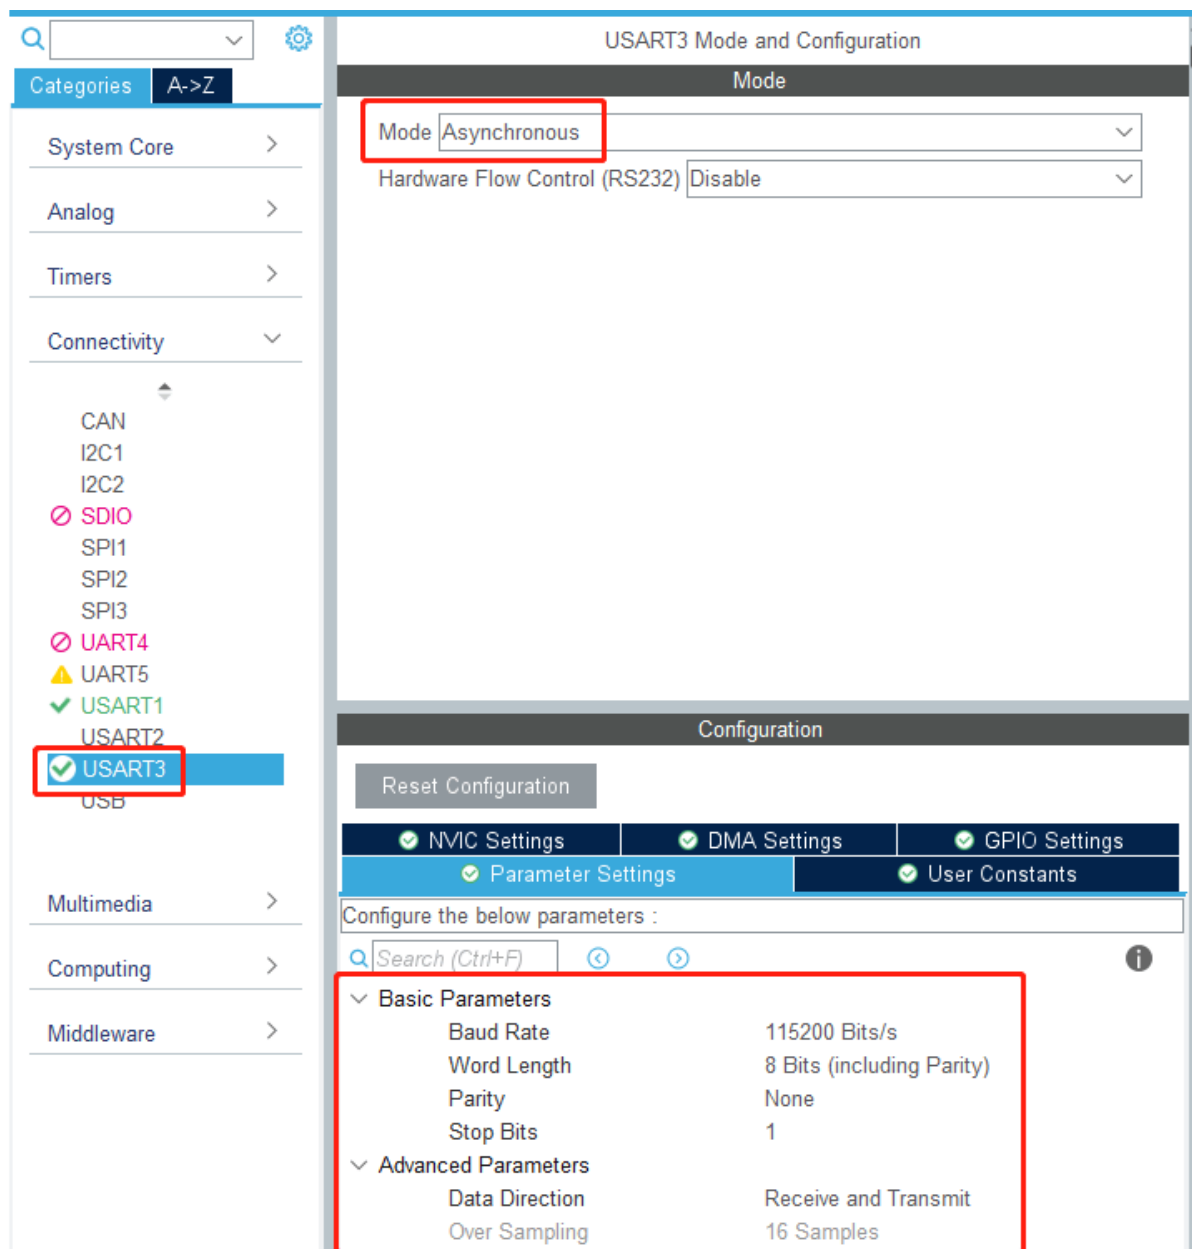 Categories
A->Z
System Core
Analog
Timers
Connectivity
CAN
I2C1
I2C2
SDIO
SPI1
SPI2
SPI3
UART4
UART5
USART1
USART2
USART3
USB
Multimedia
Computing
Middleware
USART3 Mode and Configuration
Mode
Mode Asynchronous
Hardware Flow Control (RS232) Disable
Configuration
Reset Configuration
NVIC Settings
DMA Settings
GPIO Settings
Parameter Settings
User Constants
Configure the below parameters :
Search (Ctrl+F)
Basic Parameters
Baud Rate 115200 Bits/s
Word Length 8 Bits (including Parity)
Parity None
Stop Bits 1
Advanced Parameters
Data Direction Receive and Transmit
Over Sampling 16 Samples